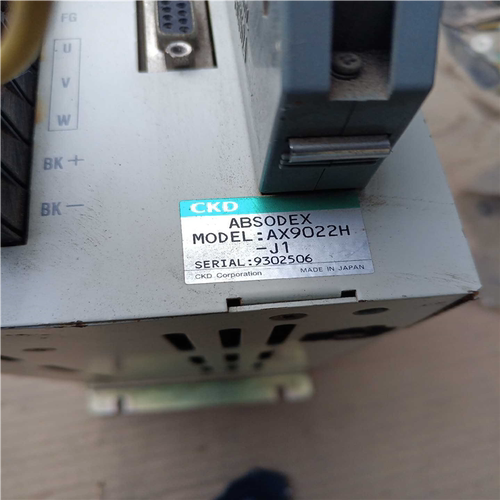 FG
U
V
W
BK+
BK-
CKD
ABSODEX
MODEL:AX9022H
-J1
SERIAL:9302506
CKD Corporation MADE IN JAPAN